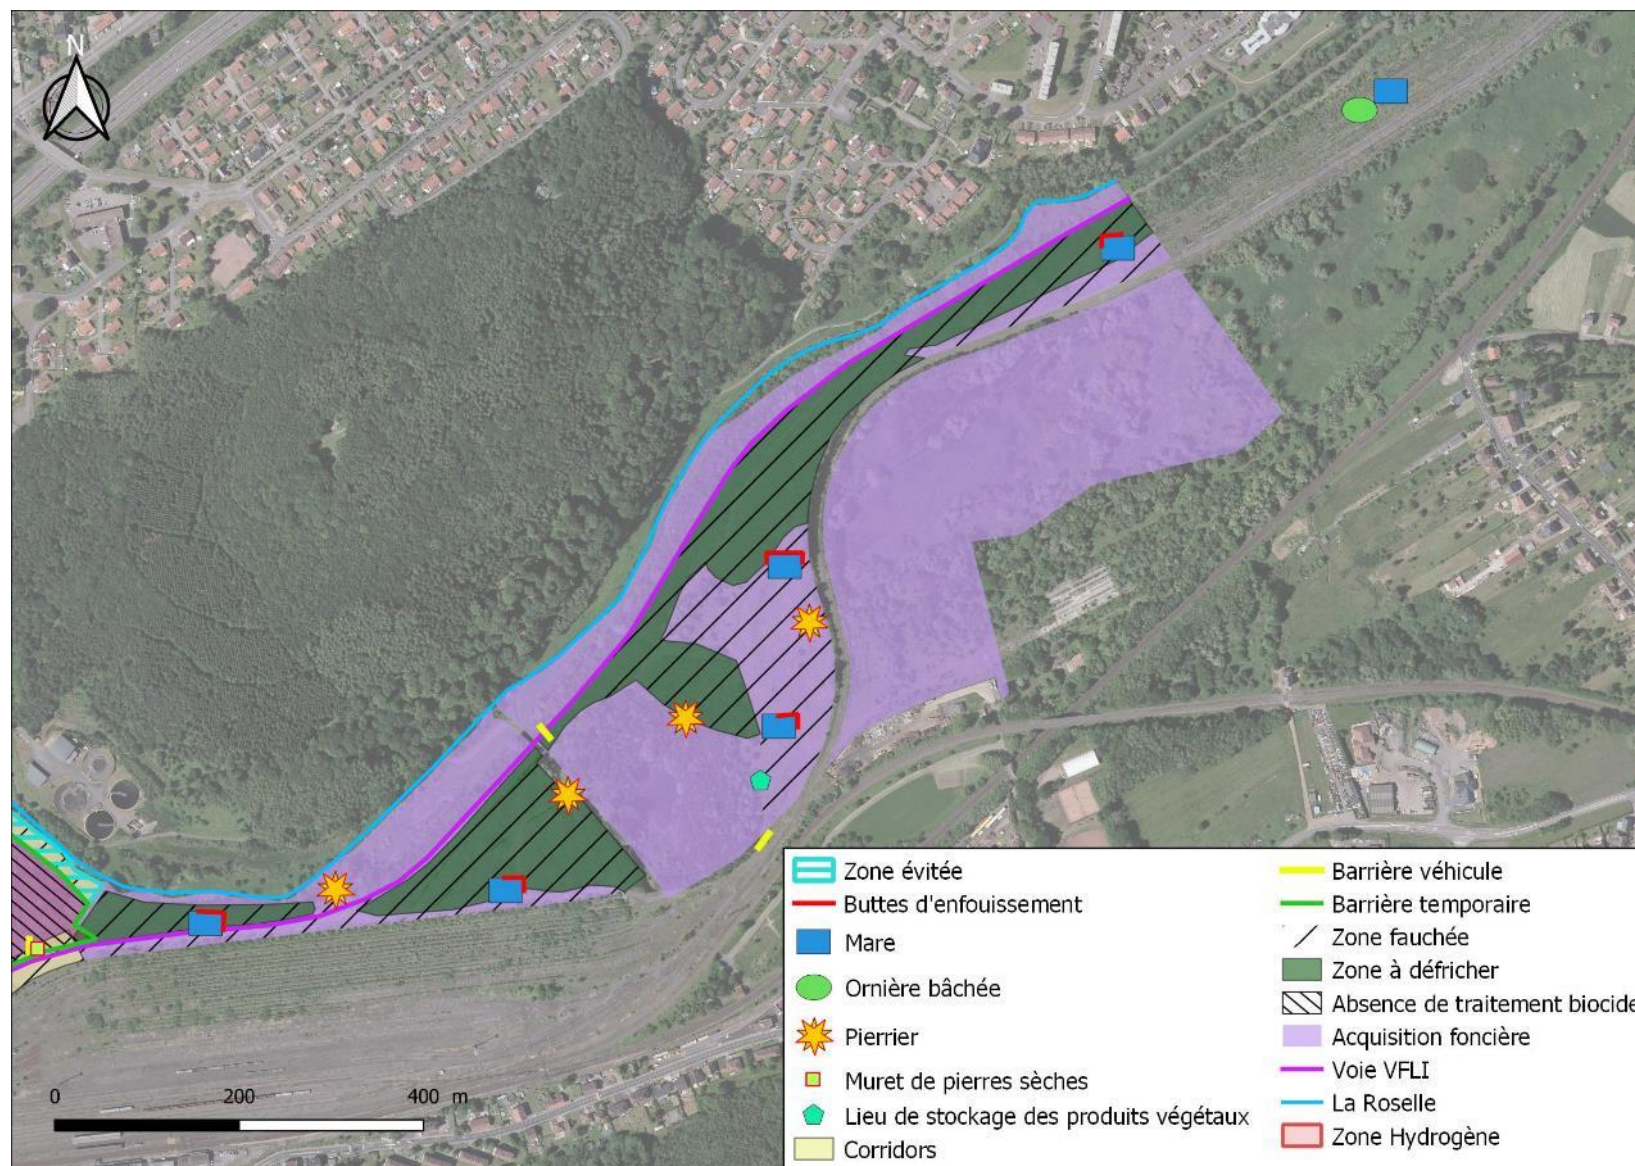 N
Zone évitée
Buttes d'enfouissement
Mare
Ornière bâchée
Pierrier
Muret de pierres sèches
Lieu de stockage des produits végétaux
Corridors
Barrière véhicule
Barrière temporaire
Zone fauchée
Zone à défricher
Absence de traitement biocide
Acquisition foncière
Voie VFLI
La Roselle
Zone Hydrogène
0 200 400 m